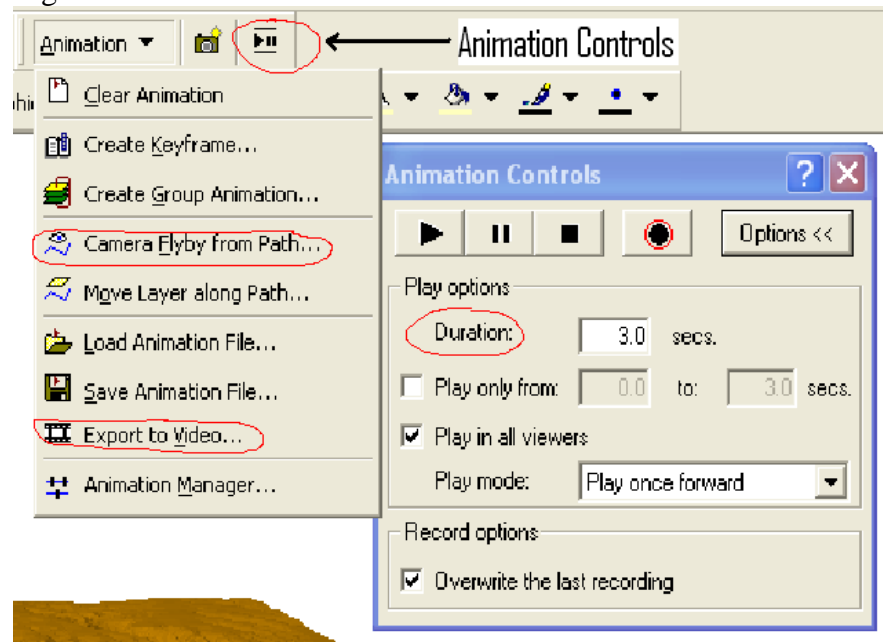 Animation
Animation Controls
Clear Animation
Create Keyframe...
Create Group Animation...
Camera Flyby from Path...
Move Layer along Path...
Load Animation File...
Save Animation File...
Export to Video...
Animation Manager...
Animation Controls
Options <<
Play options
Duration: 3.0 secs.
Play only from: 0.0 to: 3.0 secs.
Play in all viewers
Play mode: Play once forward
Record options
Overwrite the last recording